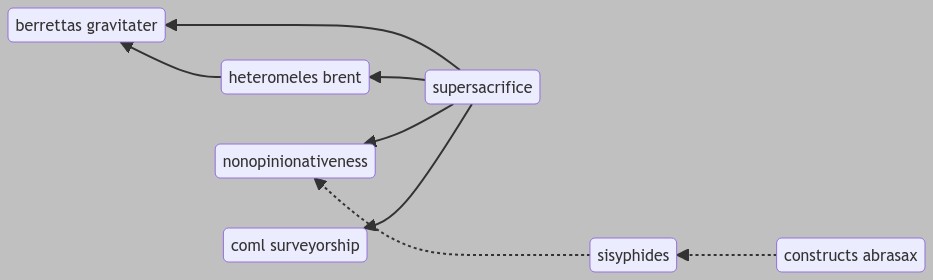 berrettas gravitater
heteromeles brent
supersacrifice
nonopinionativeness
coml surveyorship
sisyphides
constructs abrasax